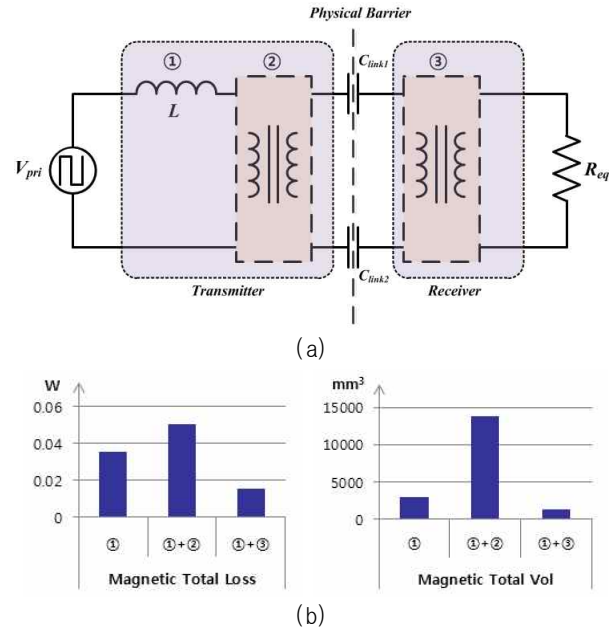 Physical Barrier
① ② C_link1 ③
L
V_pri R_eq
C_link2
Transmitter Receiver
(a)
W
0.06
0.04
0.02
0
① ①+② ①+③
Magnetic Total Loss
mm³
15000
10000
5000
0
① ①+② ①+③
Magnetic Total Vol
(b)